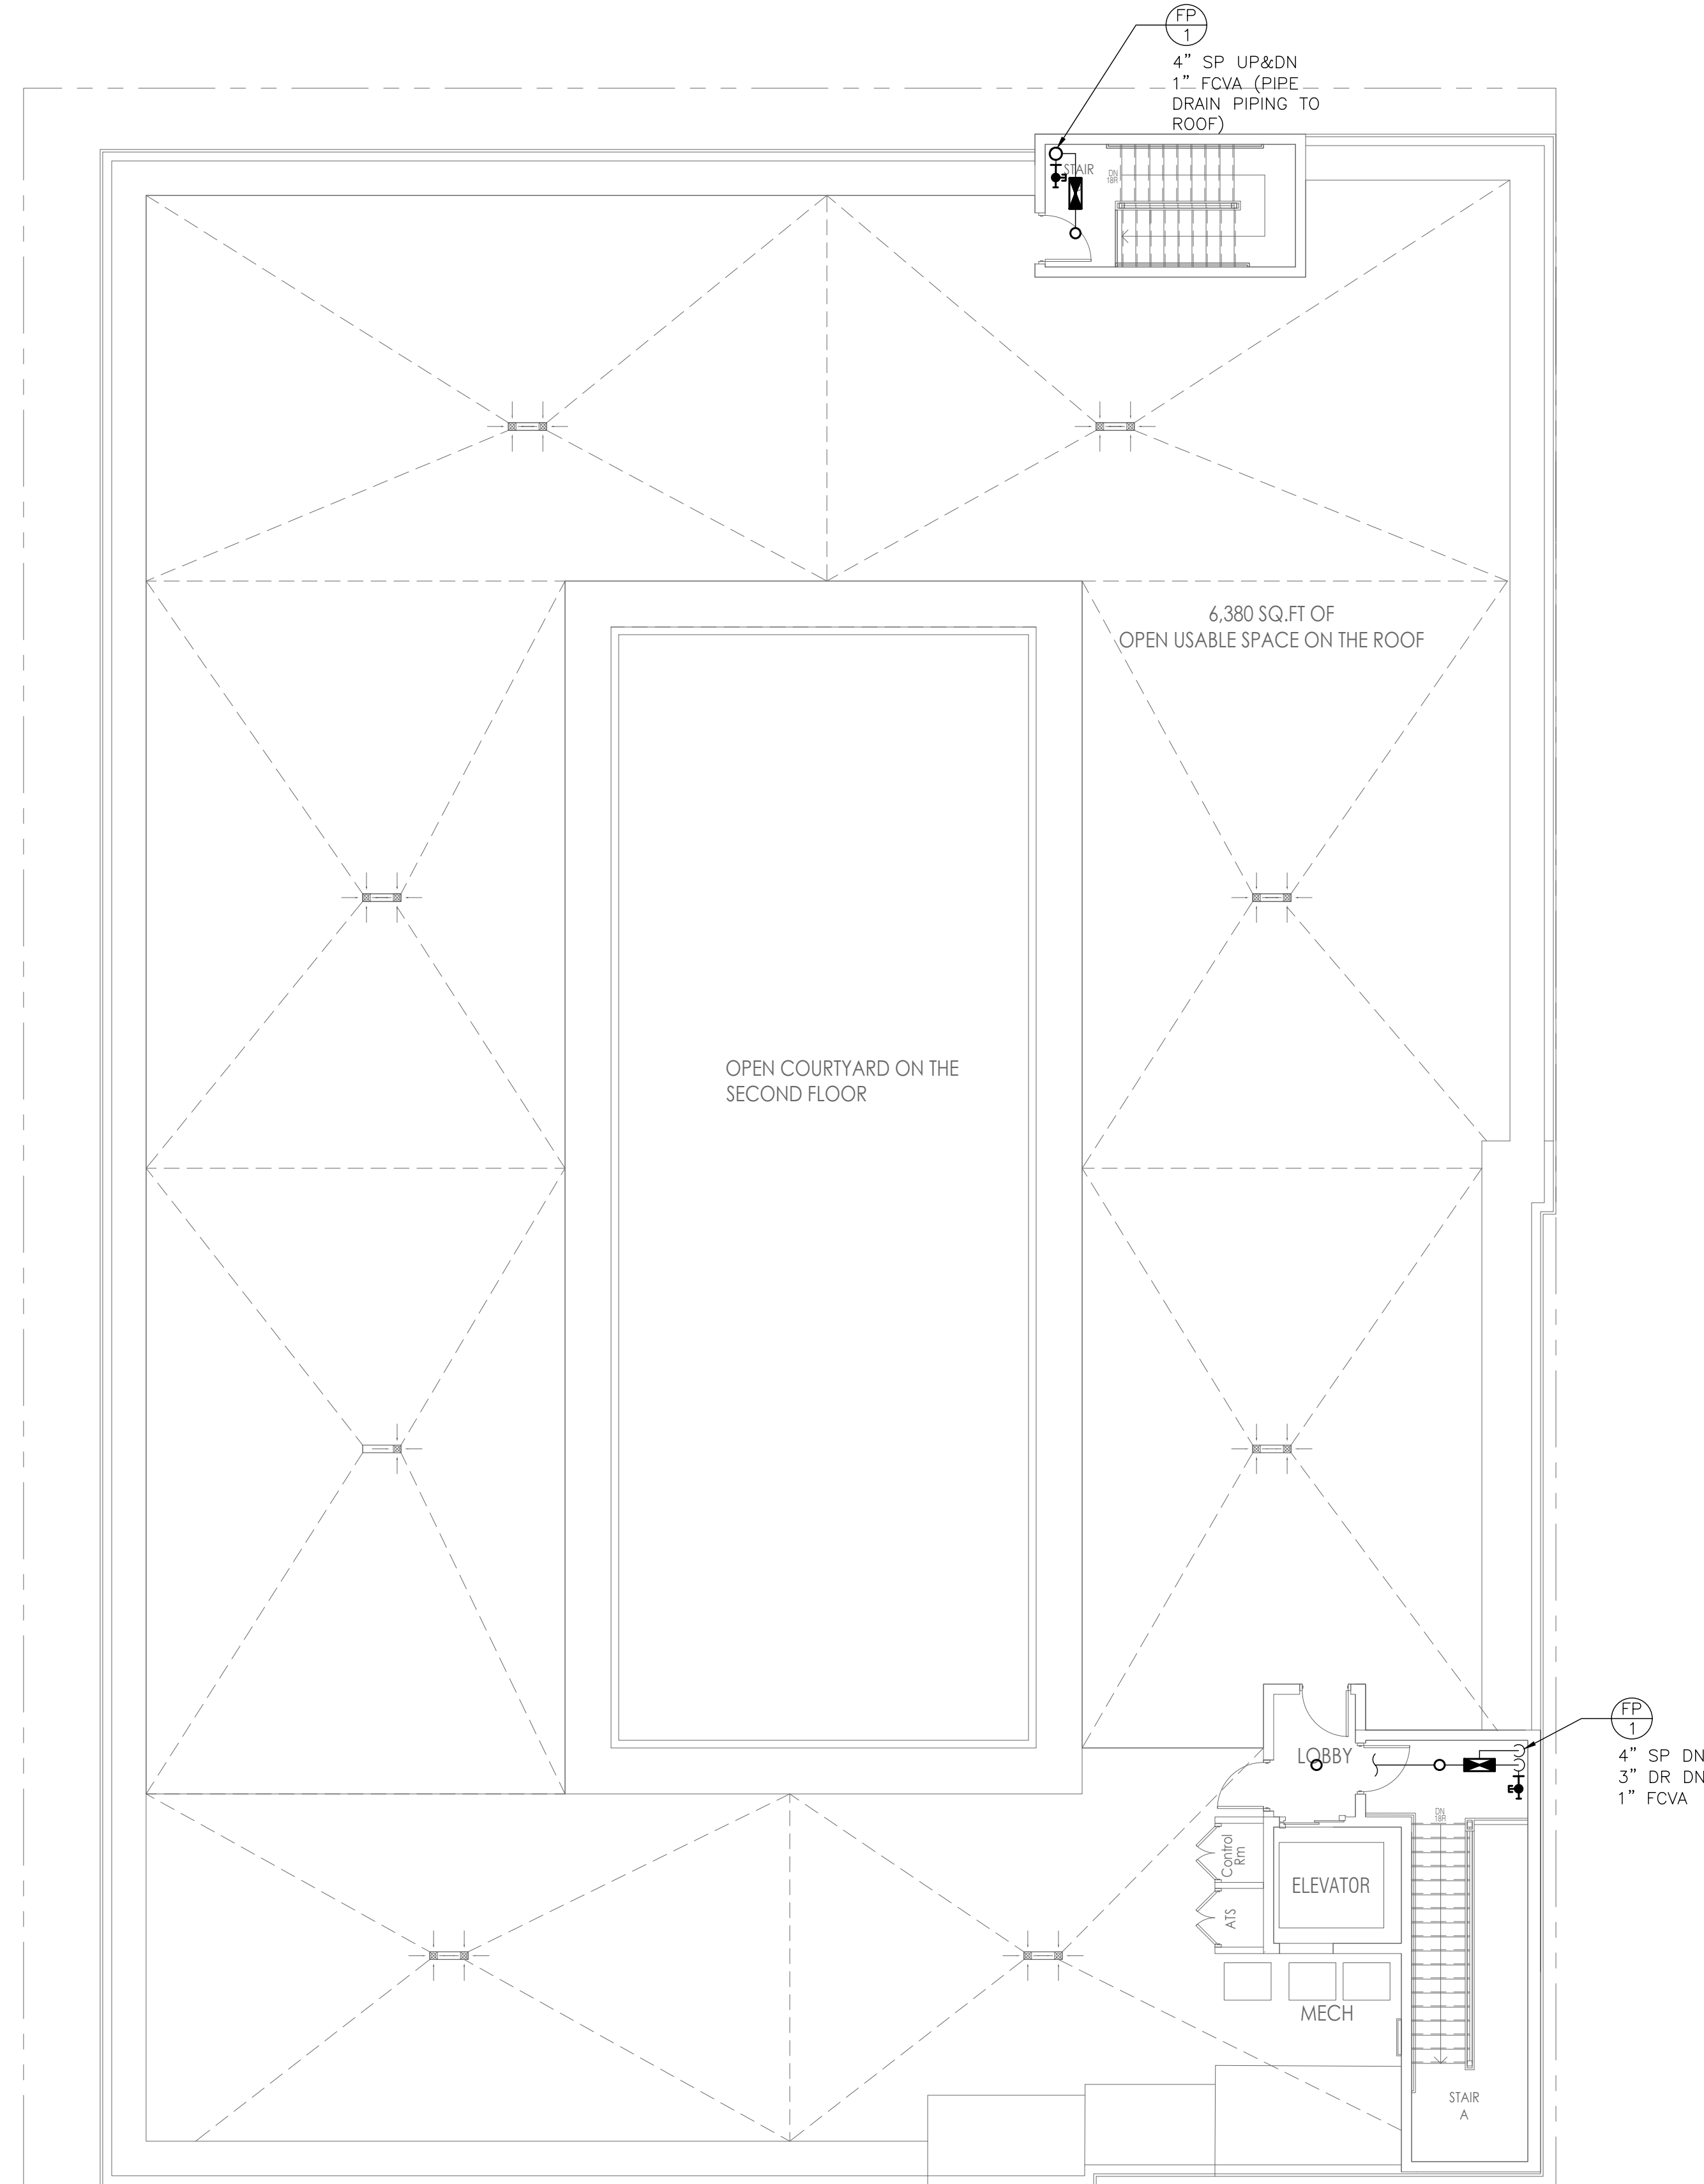 FP
1
4" SP UP&DN
1" FCVA (PIPE
DRAIN PIPING TO
ROOF)
STAIR
DN
18R
6,380 SQ.FT OF
OPEN USABLE SPACE ON THE ROOF
OPEN COURTYARD ON THE
SECOND FLOOR
FP
1
4" SP DN
3" DR DN
1" FCVA
LOBBY
DN
18R
Control
Rm
ELEVATOR
ATS
MECH
STAIR
A